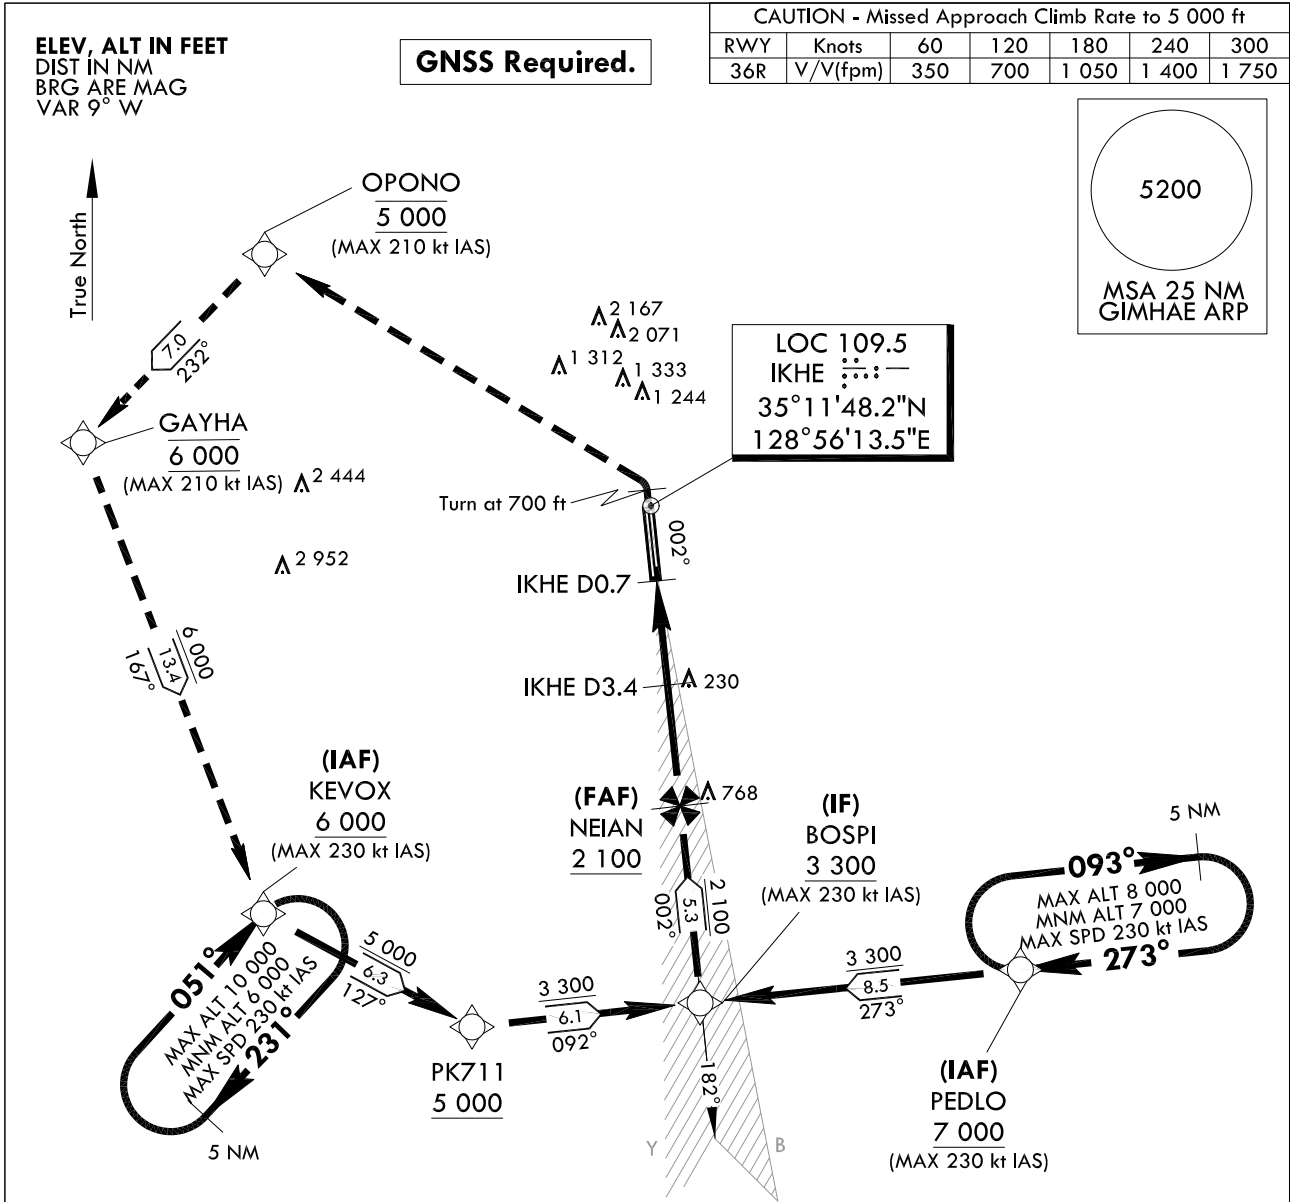 CAUTION - Missed Approach Climb Rate to 5 000 ft
RWY Knots 60 120 180 240 300
36R V/V(fpm) 350 700 1 050 1 400 1 750
ELEV, ALT IN FEET
DIST IN NM
BRG ARE MAG
VAR 9° W
GNSS Required.
5200
MSA 25 NM
GIMHAE ARP
True North
OPONO
5 000
(MAX 210 kt IAS)
7.0
232°
GAYHA
6 000
(MAX 210 kt IAS)
2 167
2 071
1 312
1 333
1 244
2 444
2 952
LOC 109.5
IKHE
35°11'48.2"N
128°56'13.5"E
Turn at 700 ft
002°
IKHE D0.7
IKHE D3.4
230
6 000
13.4
167°
(IAF)
KEVOX
6 000
(MAX 230 kt IAS)
(FAF)
NEIAN
2 100
768
(IF)
BOSPI
3 300
(MAX 230 kt IAS)
2 100
5.3
002°
5 NM
093°
MAX ALT 8 000
MNM ALT 7 000
MAX SPD 230 kt IAS
273°
051°
MAX ALT 10 000
MNM ALT 6 000
MAX SPD 230 kt IAS
231°
5 NM
5 000
6.3
127°
PK711
5 000
3 300
6.1
092°
3 300
8.5
273°
182°
(IAF)
PEDLO
7 000
(MAX 230 kt IAS)
Y
B